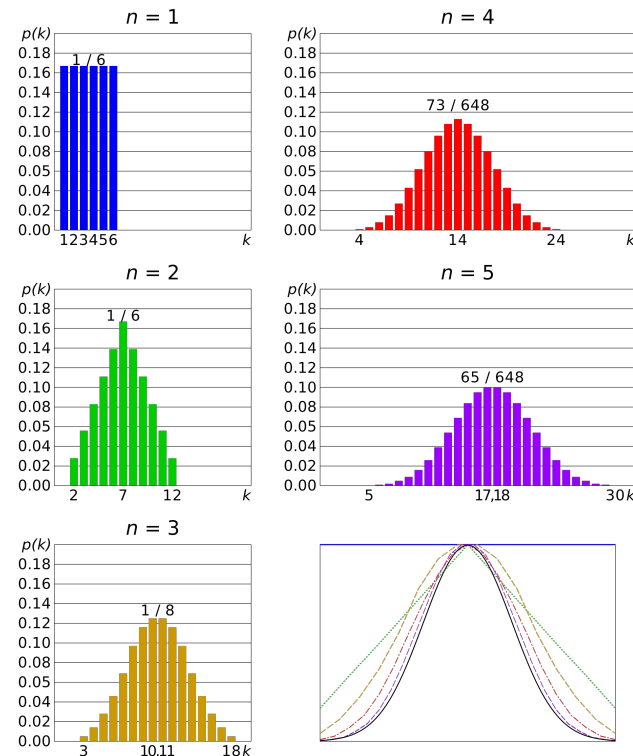 n = 1
p(k)
0.18
1 / 6
0.16
0.14
0.12
0.10
0.08
0.06
0.04
0.02
0.00
123456 k
n = 4
p(k)
0.18
0.16
0.14
0.12
73 / 648
0.10
0.08
0.06
0.04
0.02
0.00
4 14 24 k
n = 2
p(k)
0.18
1 / 6
0.16
0.14
0.12
0.10
0.08
0.06
0.04
0.02
0.00
2 7 12 k
n = 5
p(k)
0.18
0.16
0.14
0.12
65 / 648
0.10
0.08
0.06
0.04
0.02
0.00
5 17,18 30 k
n = 3
p(k)
0.18
0.16
0.14
1 / 8
0.12
0.10
0.08
0.06
0.04
0.02
0.00
3 10,11 18 k